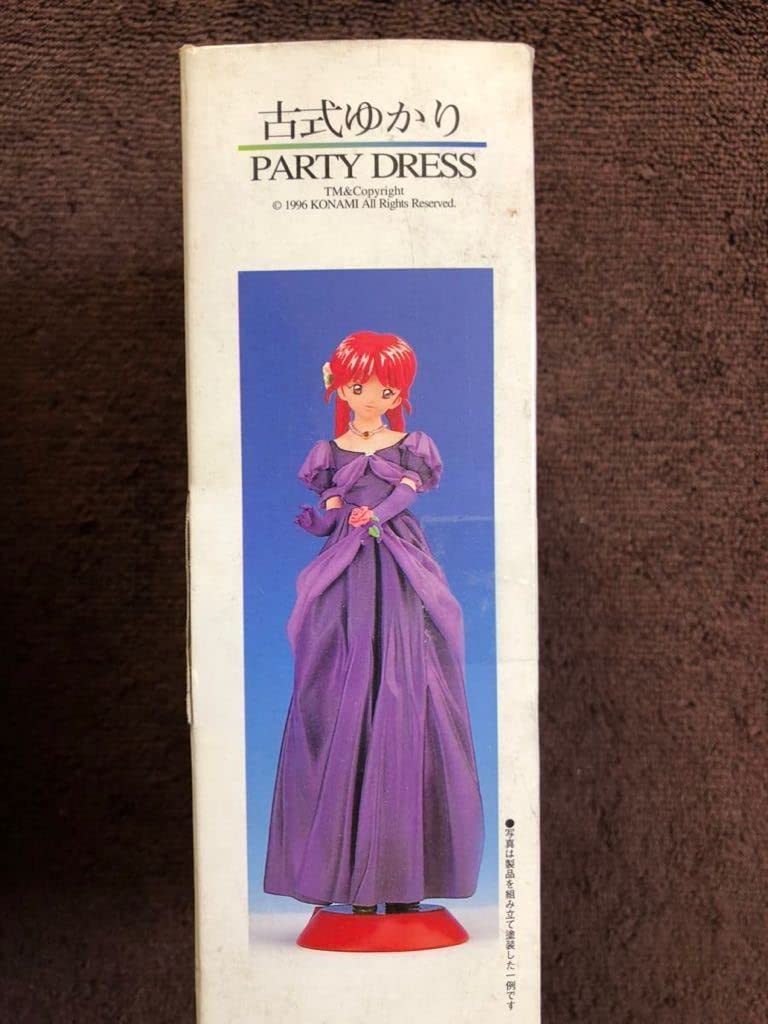 古式ゆかり
PARTY DRESS
TM&Copyright
© 1996 KONAMI All Rights Reserved.
●写真は製品を組み立て塗装した一例です